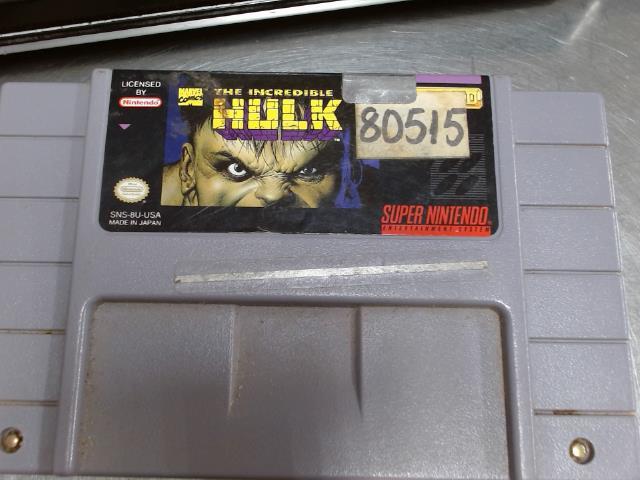 LICENSED
BY
Nintendo
MARVEL
COMICS
THE INCREDIBLE
HULK
80515
SNS-8U-USA
MADE IN JAPAN
SUPER NINTENDO
ENTERTAINMENT SYSTEM